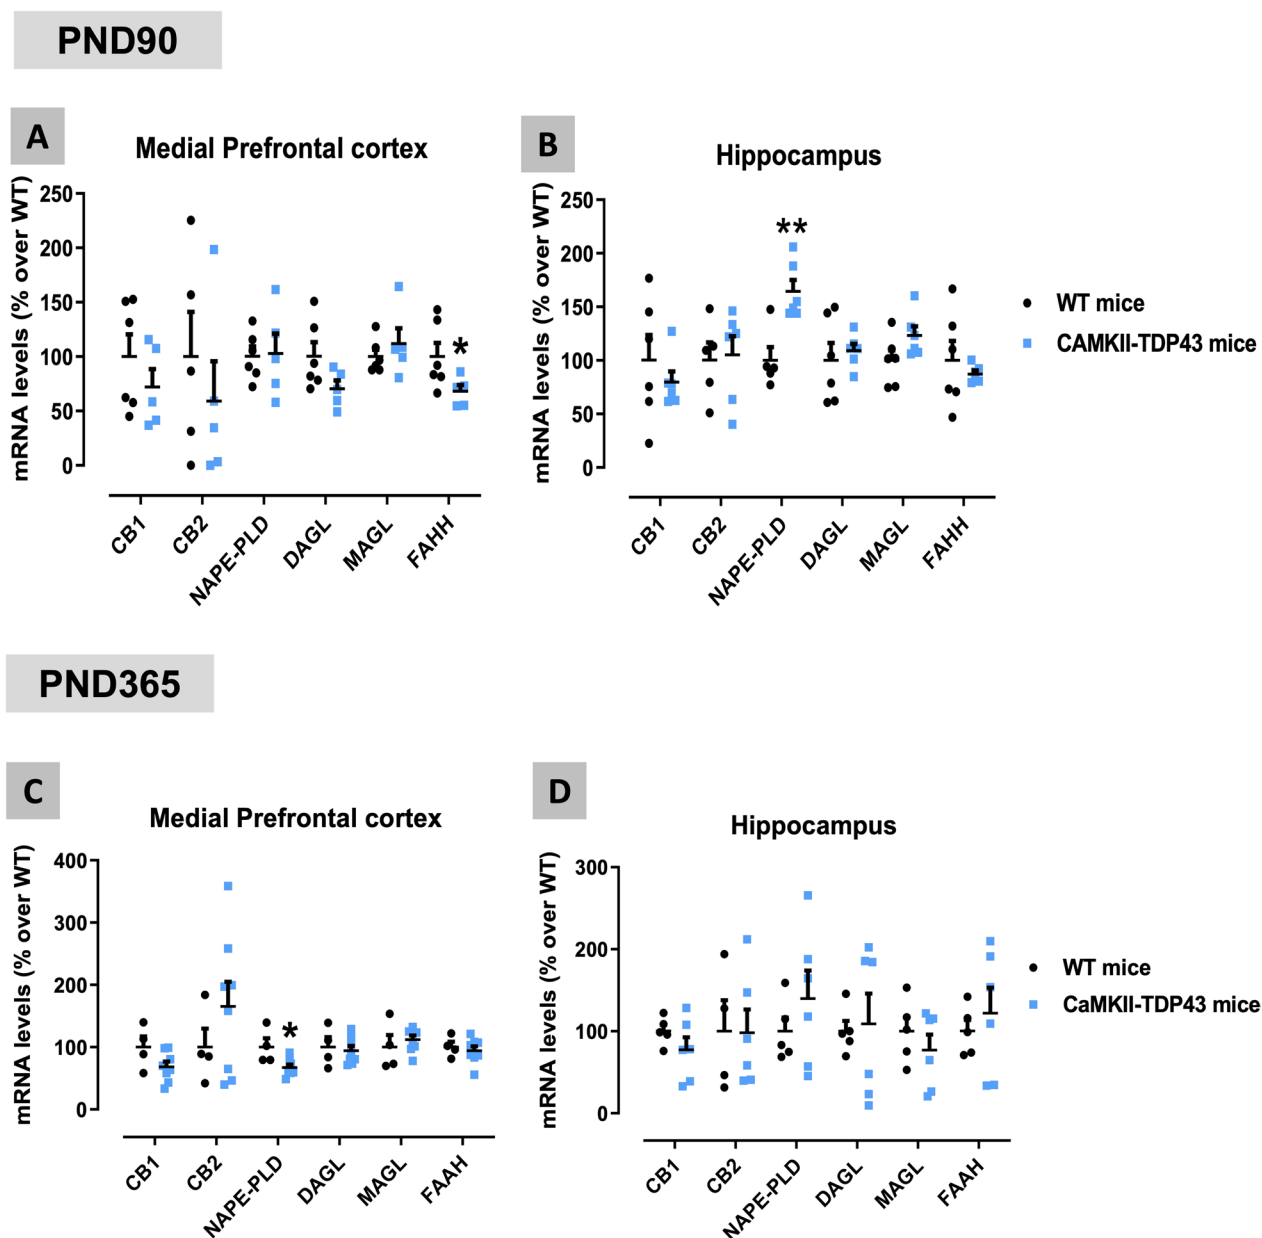 PND90
A
Medial Prefrontal cortex
mRNA levels (% over WT)
250
200
150
100
50
0
*
CB1
CB2
NAPE-PLD
DAGL
MAGL
FAHH
B
Hippocampus
mRNA levels (% over WT)
250
200
150
100
50
0
**
CB1
CB2
NAPE-PLD
DAGL
MAGL
FAHH
WT mice
CAMKII-TDP43 mice
PND365
C
Medial Prefrontal cortex
mRNA levels (% over WT)
400
300
200
100
0
*
CB1
CB2
NAPE-PLD
DAGL
MAGL
FAAH
D
Hippocampus
mRNA levels (% over WT)
300
200
100
0
CB1
CB2
NAPE-PLD
DAGL
MAGL
FAAH
WT mice
CaMKII-TDP43 mice